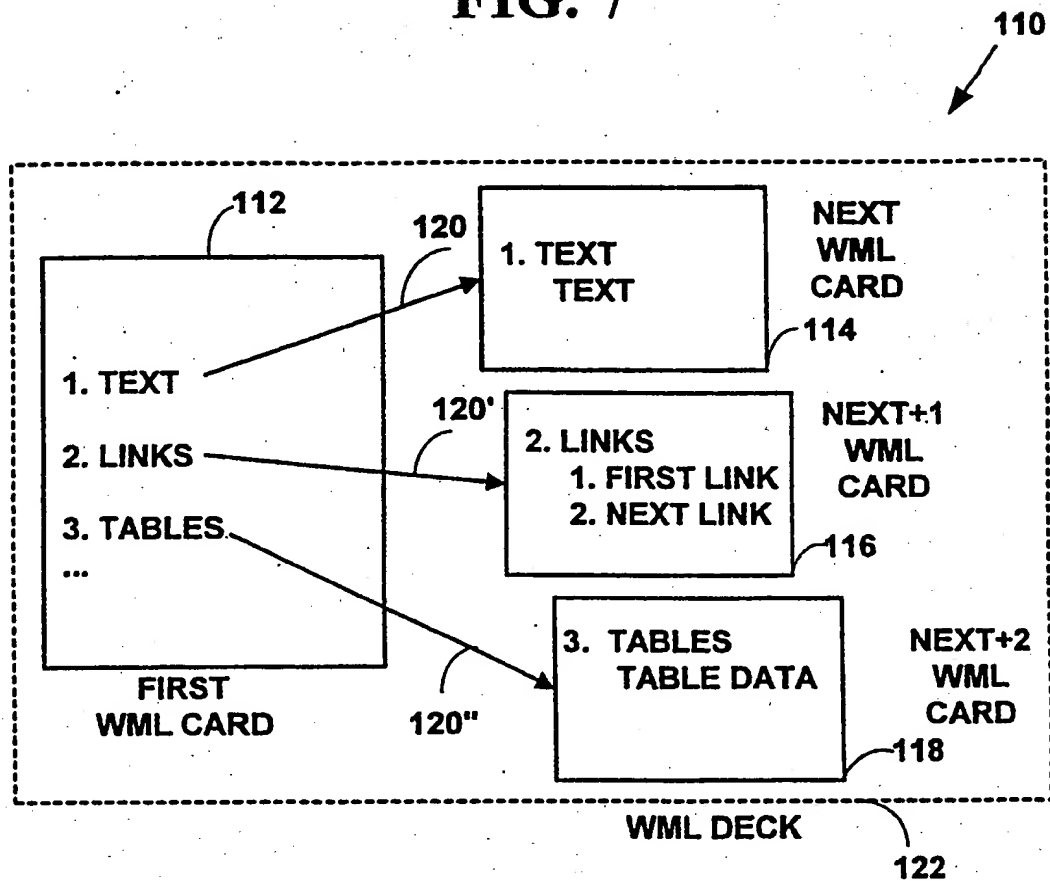 FIG. 7
110
112
120
1. TEXT
2. LINKS
3. TABLES
...
FIRST
WML CARD
1. TEXT
TEXT
NEXT
WML
CARD
114
120'
2. LINKS
1. FIRST LINK
2. NEXT LINK
NEXT+1
WML
CARD
116
120"
3. TABLES
TABLE DATA
NEXT+2
WML
CARD
118
WML DECK
122